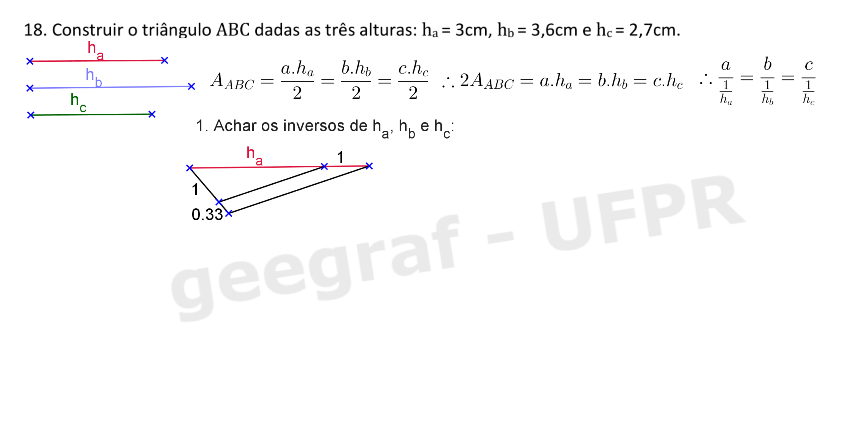 18. Construir o triângulo ABC dadas as três alturas: hₐ = 3cm, h_b = 3,6cm e h_c = 2,7cm.
h_a
h_b
h_c
A_{ABC} = \frac{a.h_a}{2} = \frac{b.h_b}{2} = \frac{c.h_c}{2} ∴ 2A_{ABC} = a.h_a = b.h_b = c.h_c ∴ \frac{a}{\frac{1}{h_a}} = \frac{b}{\frac{1}{h_b}} = \frac{c}{\frac{1}{h_c}}
1. Achar os inversos de h_a, h_b e h_c:
h_a 1
1
0.33
geegraf - UFPR